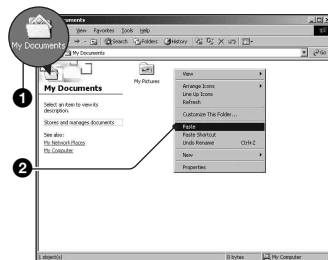 My Documents
View Favorites Tools Help
Search Folders History
My Documents
Go
My Documents
Select an item to view its
description.
Stores and manages documents
See also:
My Network Places
My Computer
My Pictures
View
Arrange Icons
Line Up Icons
Refresh
Customize This Folder...
Paste
Paste Shortcut
Undo Rename Ctrl+Z
New
Properties
1
2
1 object(s)
0 bytes
My Computer